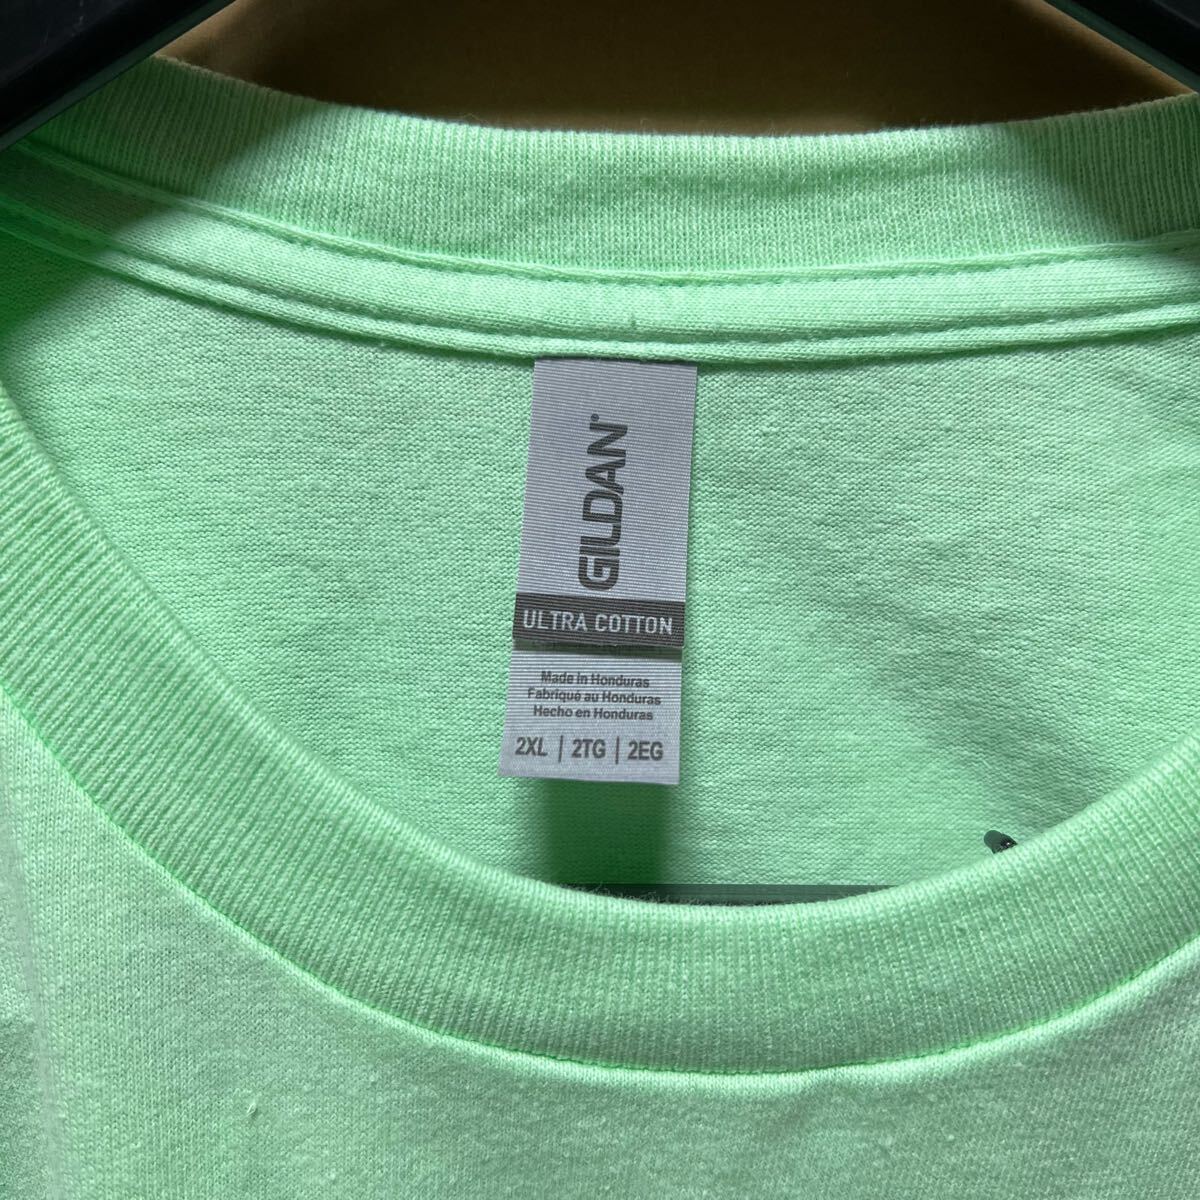 GILDAN®
ULTRA COTTON
Made in Honduras
Fabriqué au Honduras
Hecho en Honduras
2XL | 2TG | 2EG